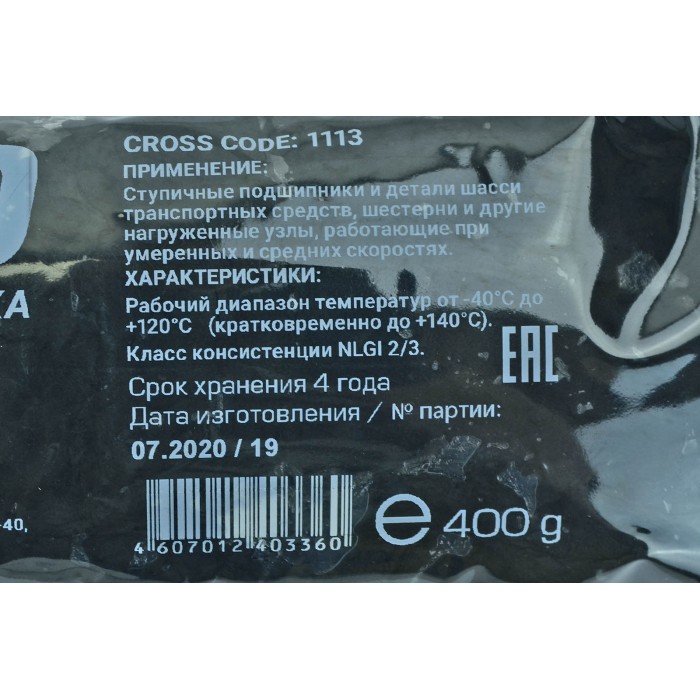 CROSS CODE: 1113
ПРИМЕНЕНИЕ:
Ступичные подшипники и детали шасси
транспортных средств, шестерни и другие
нагруженные узлы, работающие при
умеренных и средних скоростях.
КА
ХАРАКТЕРИСТИКИ:
Рабочий диапазон температур от -40°C до
+120°C (кратковременно до +140°C).
Класс консистенции NLGI 2/3.
EAC
Срок хранения 4 года
Дата изготовления / № партии:
07.2020 / 19
-40,
4 607012 403360
e 400 g